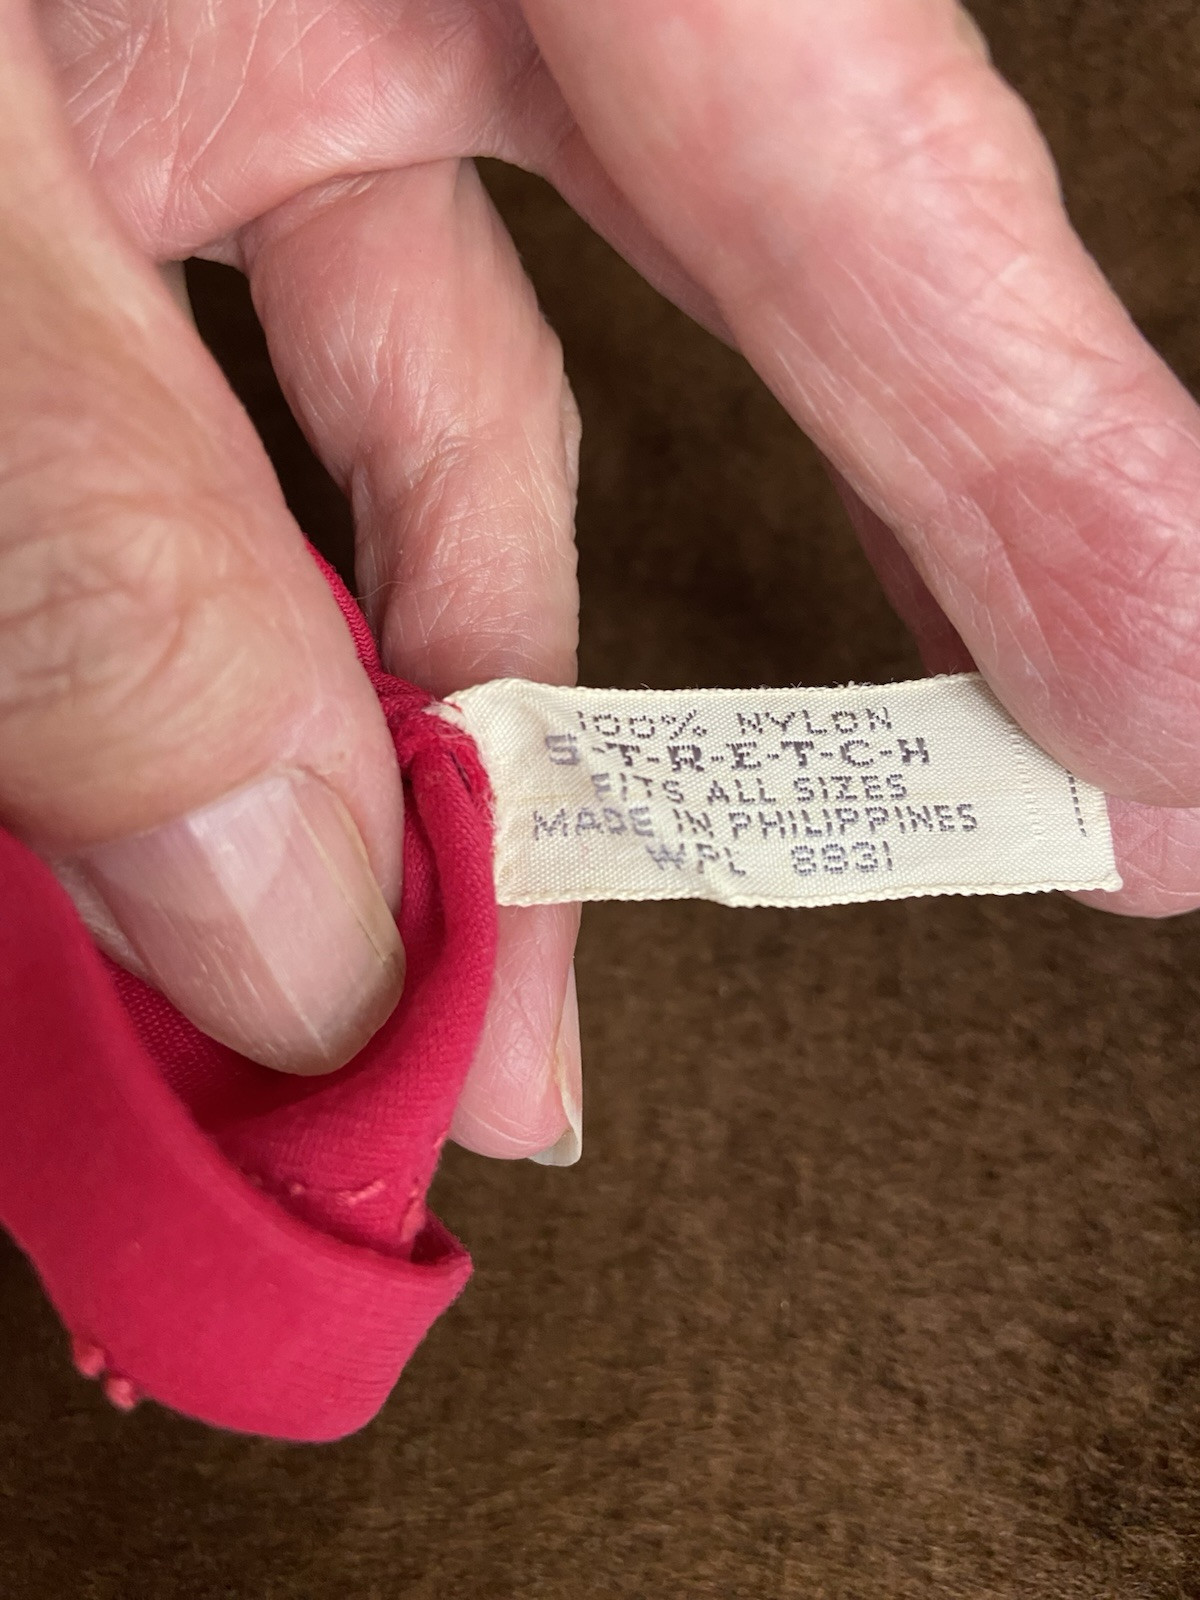 100% NYLON
S-T-R-E-T-C-H
FITS ALL SIZES
MADE IN PHILIPPINES
WPL 8831